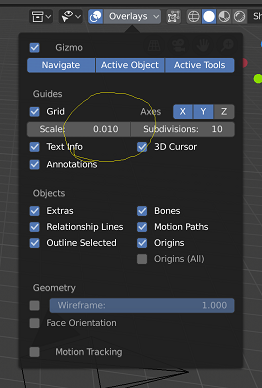 Overlays
Sh
Gizmo
Navigate Active Object Active Tools
Guides
Grid Axes X Y Z
Scale: 0.010 Subdivisions: 10
Text Info 3D Cursor
Annotations
Objects
Extras Bones
Relationship Lines Motion Paths
Outline Selected Origins
Origins (All)
Geometry
Wireframe: 1.000
Face Orientation
Motion Tracking